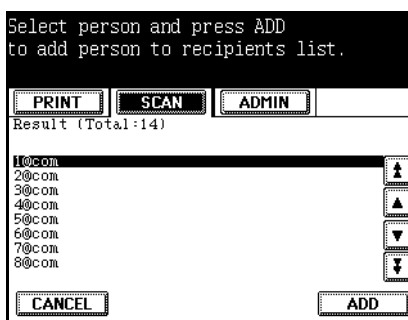 Select person and press ADD
to add person to recipients list.
PRINT SCAN ADMIN
Result (Total:14)
1@com
2@com
3@com
4@com
5@com
6@com
7@com
8@com
CANCEL ADD